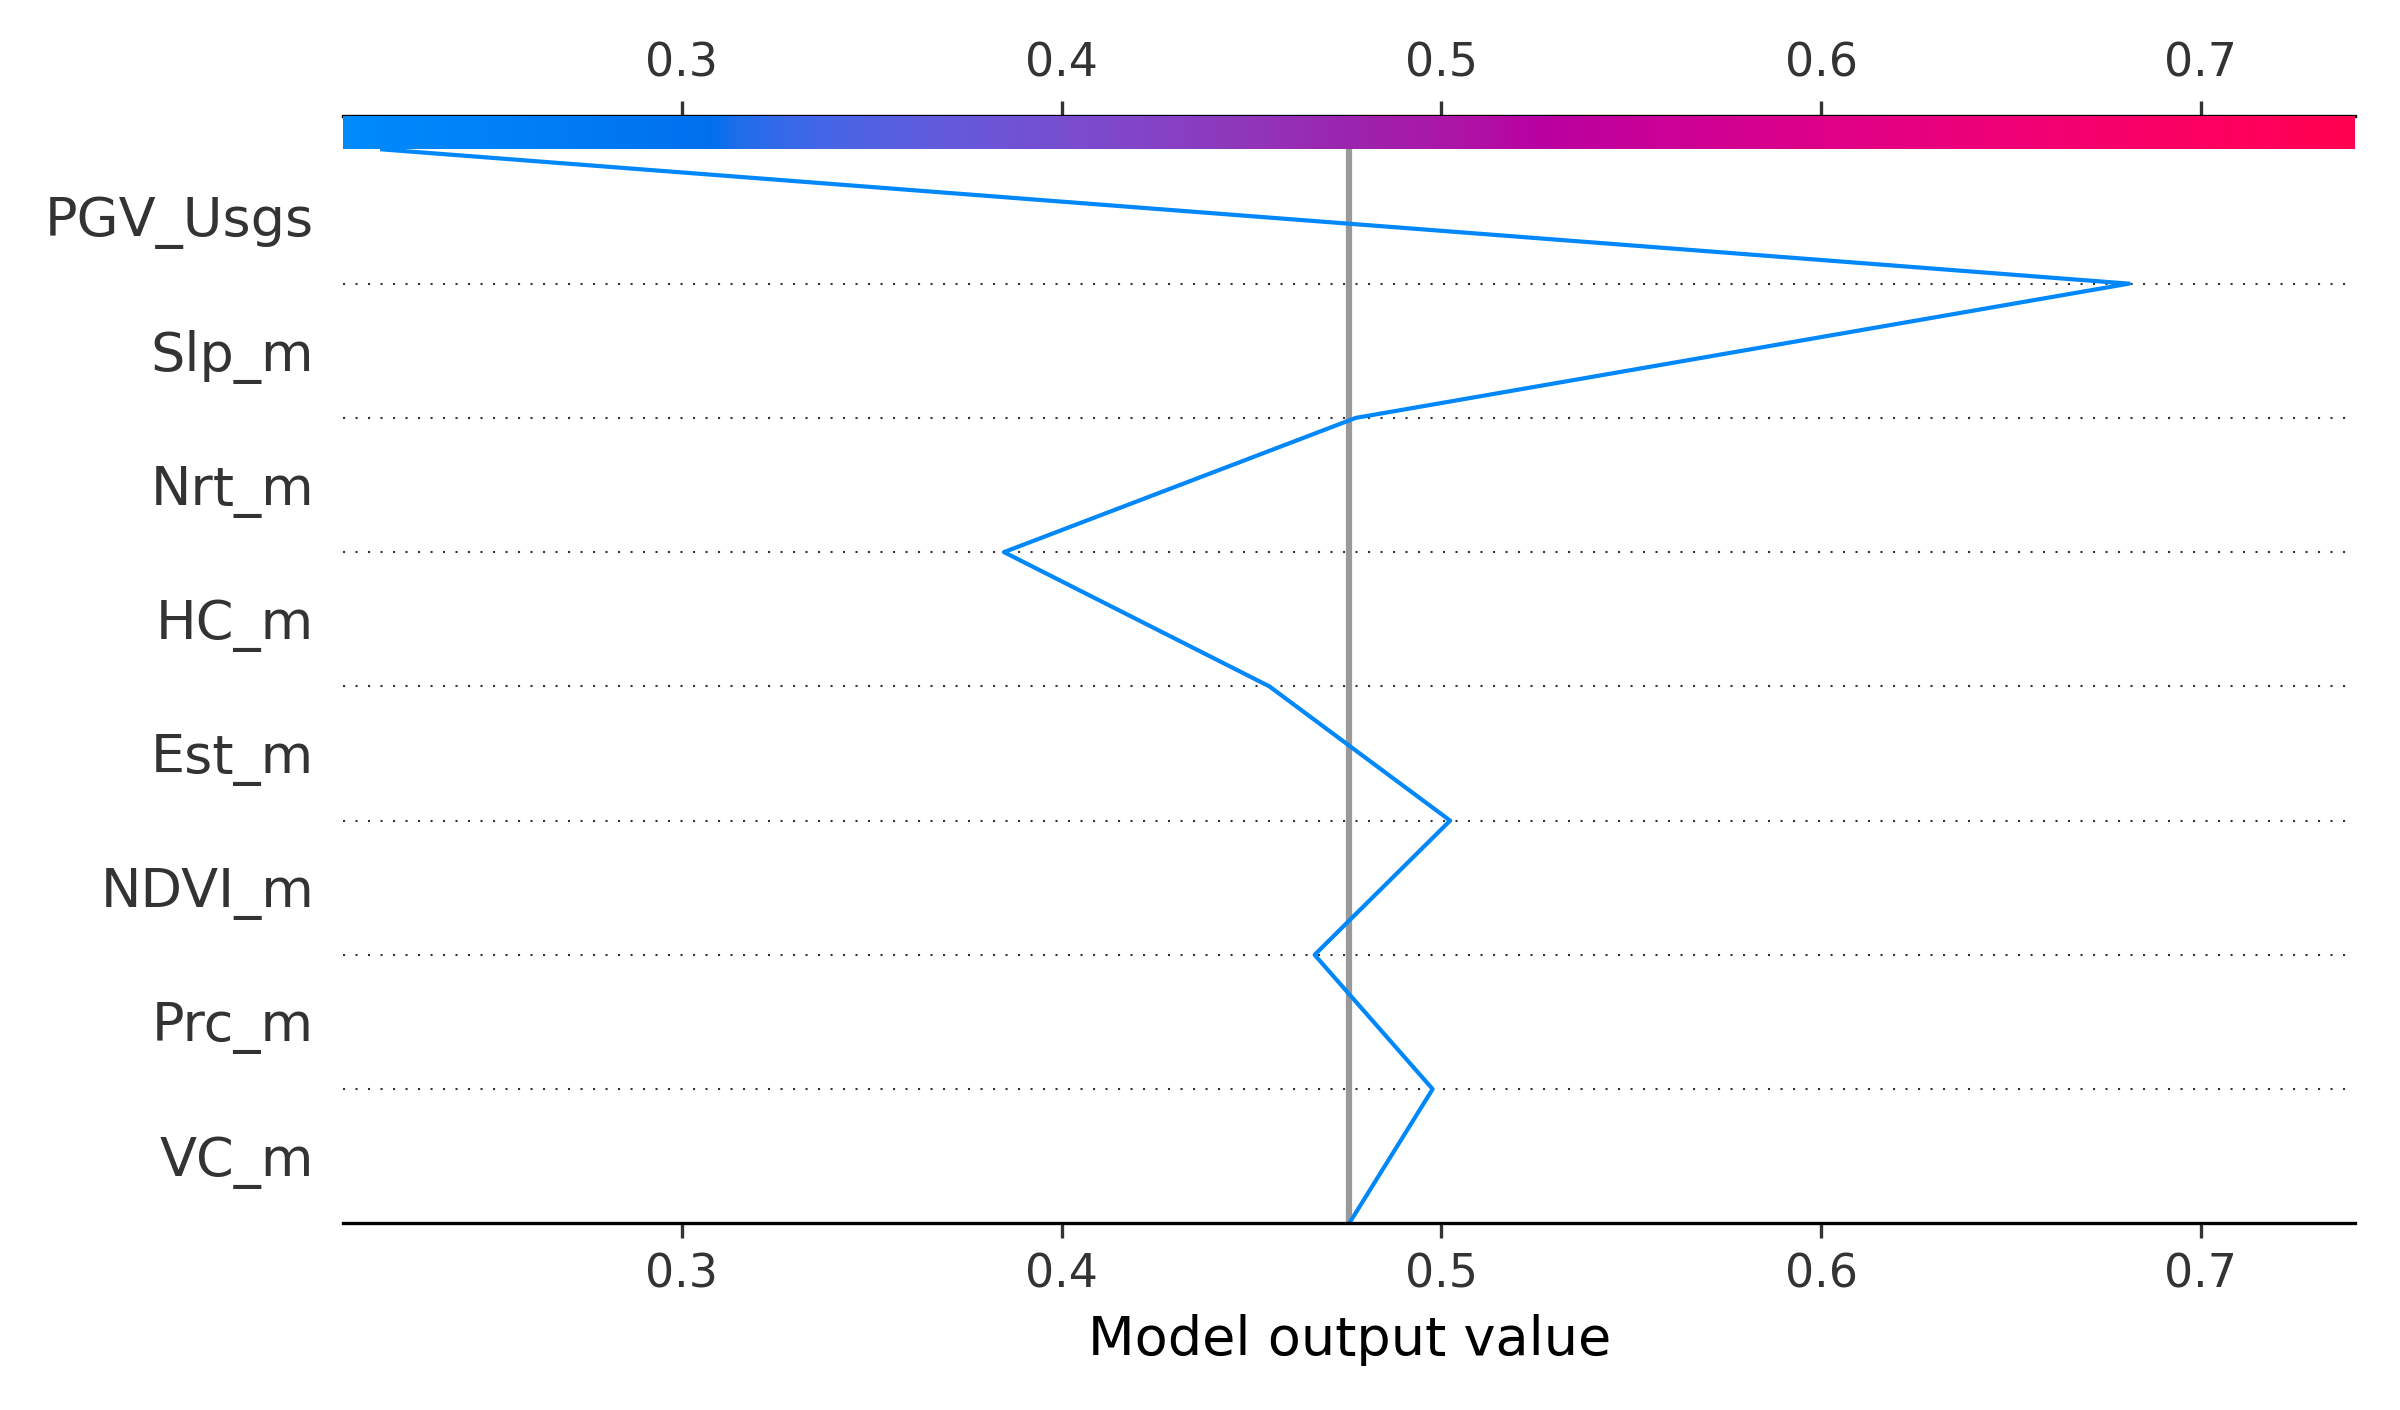 0.3 0.4 0.5 0.6 0.7
PGV_Usgs
Slp_m
Nrt_m
HC_m
Est_m
NDVI_m
Prc_m
VC_m
0.3 0.4 0.5 0.6 0.7
Model output value